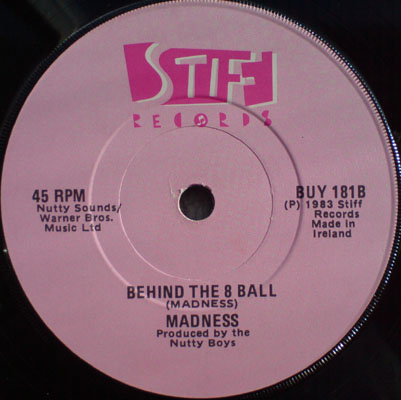 STIFF
RECORDS
45 RPM
Nutty Sounds/
Warner Bros.
Music Ltd
BUY 181B
(P) 1983 Stiff
Records
Made in
Ireland
BEHIND THE 8 BALL
(MADNESS)
MADNESS
Produced by the
Nutty Boys